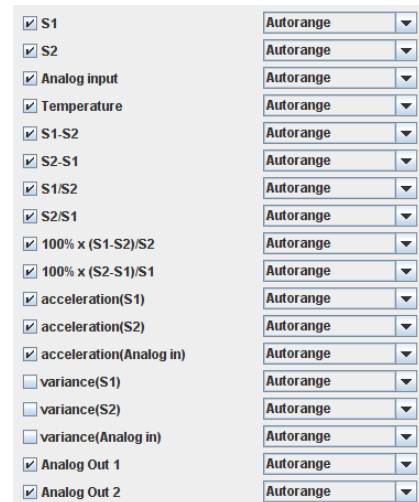 S1 Autorange
S2 Autorange
Analog input Autorange
Temperature Autorange
S1-S2 Autorange
S2-S1 Autorange
S1/S2 Autorange
S2/S1 Autorange
100% x (S1-S2)/S2 Autorange
100% x (S2-S1)/S1 Autorange
acceleration(S1) Autorange
acceleration(S2) Autorange
acceleration(Analog in) Autorange
variance(S1) Autorange
variance(S2) Autorange
variance(Analog in) Autorange
Analog Out 1 Autorange
Analog Out 2 Autorange